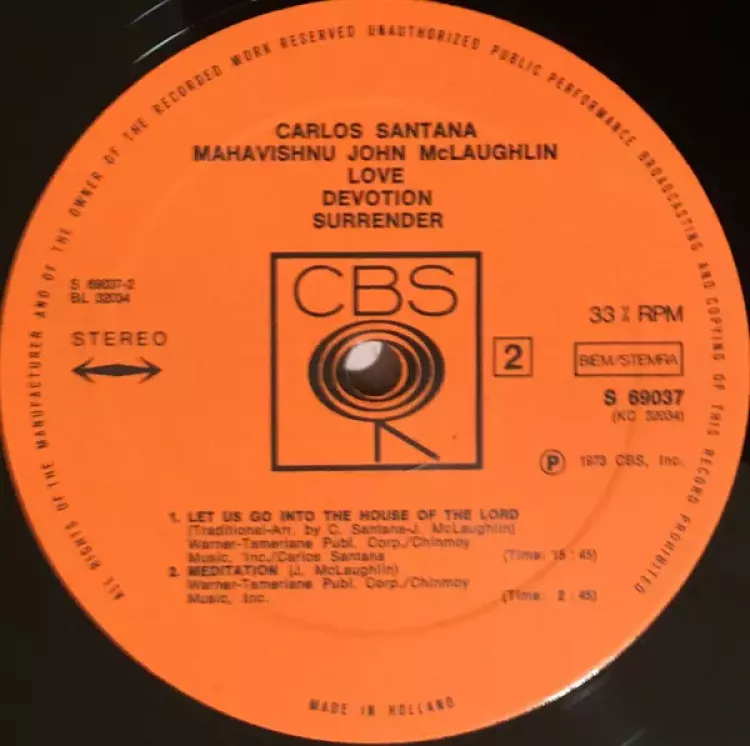 ALL RIGHTS OF THE MANUFACTURER AND OF THE OWNER OF THE RECORDED WORK RESERVED UNAUTHORIZED PUBLIC PERFORMANCE BROADCASTING AND COPYING OF THIS RECORD PROHIBITED
CARLOS SANTANA
MAHAVISHNU JOHN McLAUGHLIN
LOVE
DEVOTION
SURRENDER
CBS
S 69037-2
BL 32034
STEREO
2
33⅓ RPM
BIEM/STEMRA
S 69037
(KC 32034)
Ⓟ 1973 CBS, Inc.
1. LET US GO INTO THE HOUSE OF THE LORD
(Traditional-Arr. by C. Santana-J. McLaughlin)
Warner-Tamerlane Publ. Corp./Chinmoy
Music, Inc./Carlos Santana (Time: 15:45)
2. MEDITATION (J. McLaughlin)
Warner-Tamerlane Publ. Corp./Chinmoy
Music, Inc. (Time: 2:45)
MADE IN HOLLAND